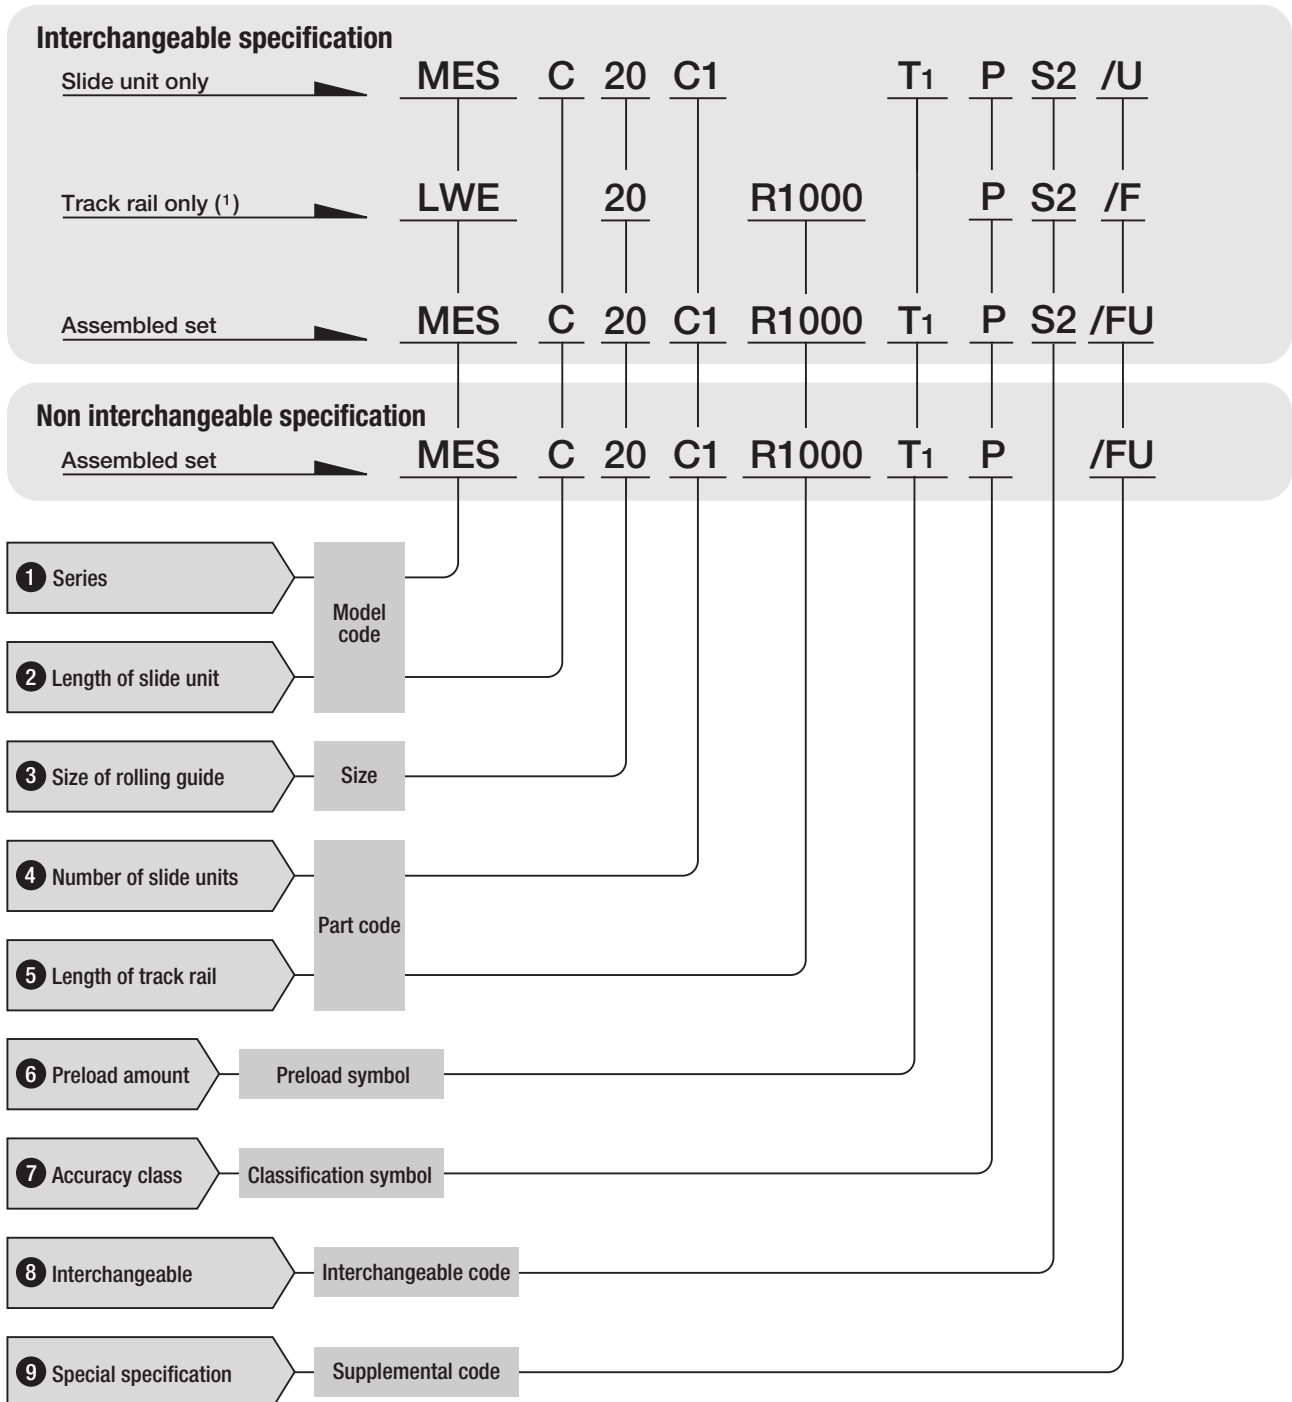 Interchangeable specification
Slide unit only MES C 20 C1 T1 P S2 /U
Track rail only (1) LWE 20 R1000 P S2 /F
Assembled set MES C 20 C1 R1000 T1 P S2 /FU
Non interchangeable specification
Assembled set MES C 20 C1 R1000 T1 P /FU
1 Series
Model
code
2 Length of slide unit
3 Size of rolling guide Size
4 Number of slide units
Part code
5 Length of track rail
6 Preload amount Preload symbol
7 Accuracy class Classification symbol
8 Interchangeable Interchangeable code
9 Special specification Supplemental code